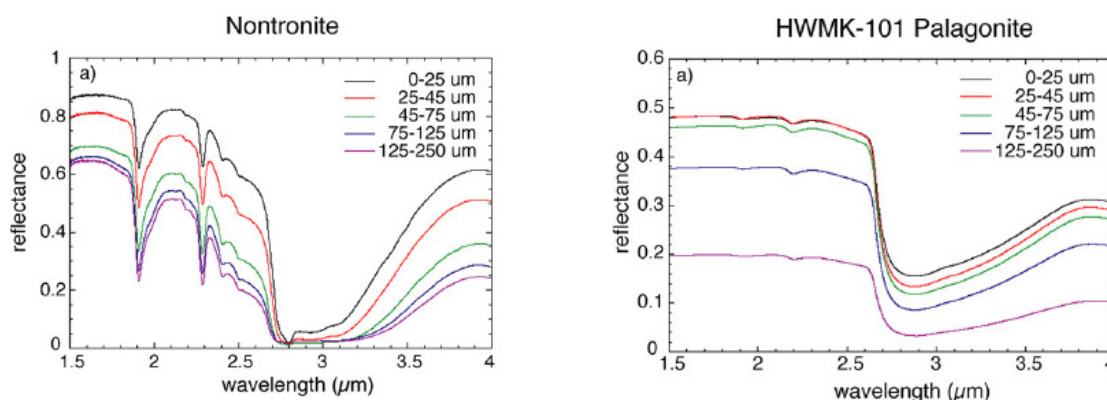 Nontronite
a)
0-25 um
25-45 um
45-75 um
75-125 um
125-250 um
1
0.8
0.6
0.4
0.2
0
reflectance
1.5 2 2.5 3 3.5 4
wavelength (μm)
HWMK-101 Palagonite
a)
0-25 um
25-45 um
45-75 um
75-125 um
125-250 um
0.6
0.5
0.4
0.3
0.2
0.1
0
reflectance
1.5 2 2.5 3 3.5 4
wavelength (μm)